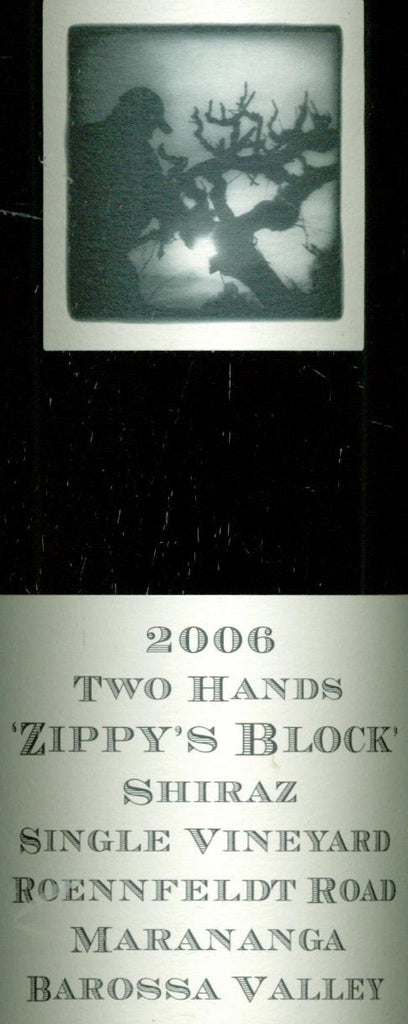 2006
TWO HANDS
'ZIPPY'S BLOCK'
SHIRAZ
SINGLE VINEYARD
ROENNFELDT ROAD
MARANANGA
BAROSSA VALLEY